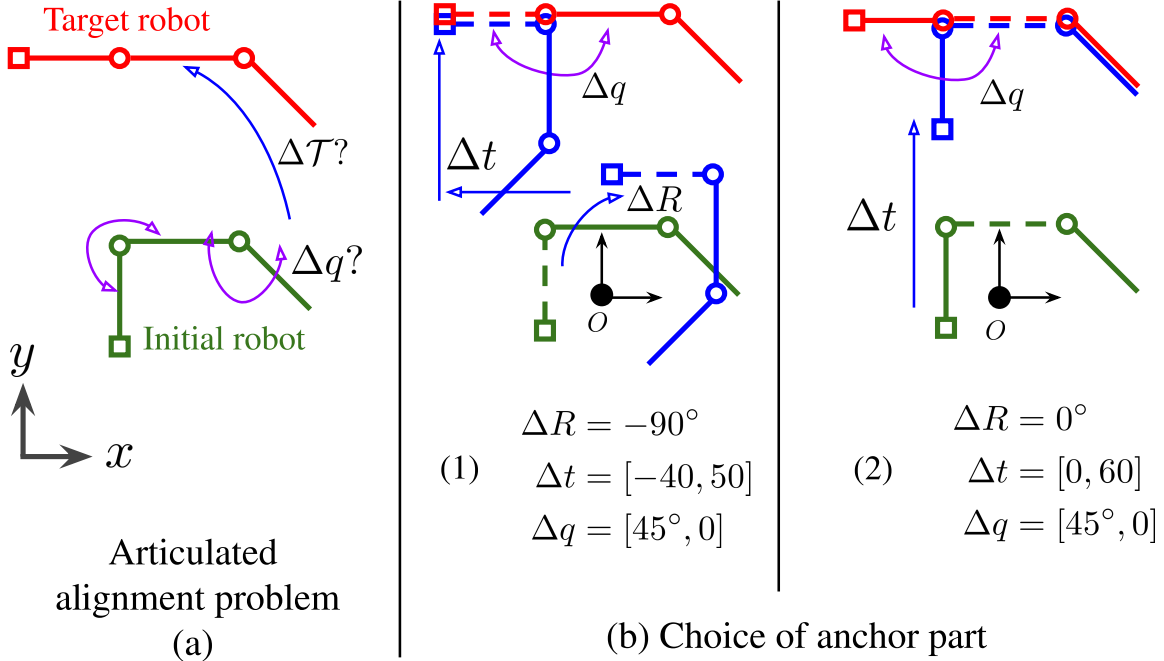 Target robot
Δ𝒯?
Δq?
Initial robot
y
x
Articulated
alignment problem
(a)
Δq
Δt
ΔR
O
ΔR = −90°
(1)
Δt = [−40, 50]
Δq = [45°, 0]
Δq
Δt
O
ΔR = 0°
(2)
Δt = [0, 60]
Δq = [45°, 0]
(b) Choice of anchor part